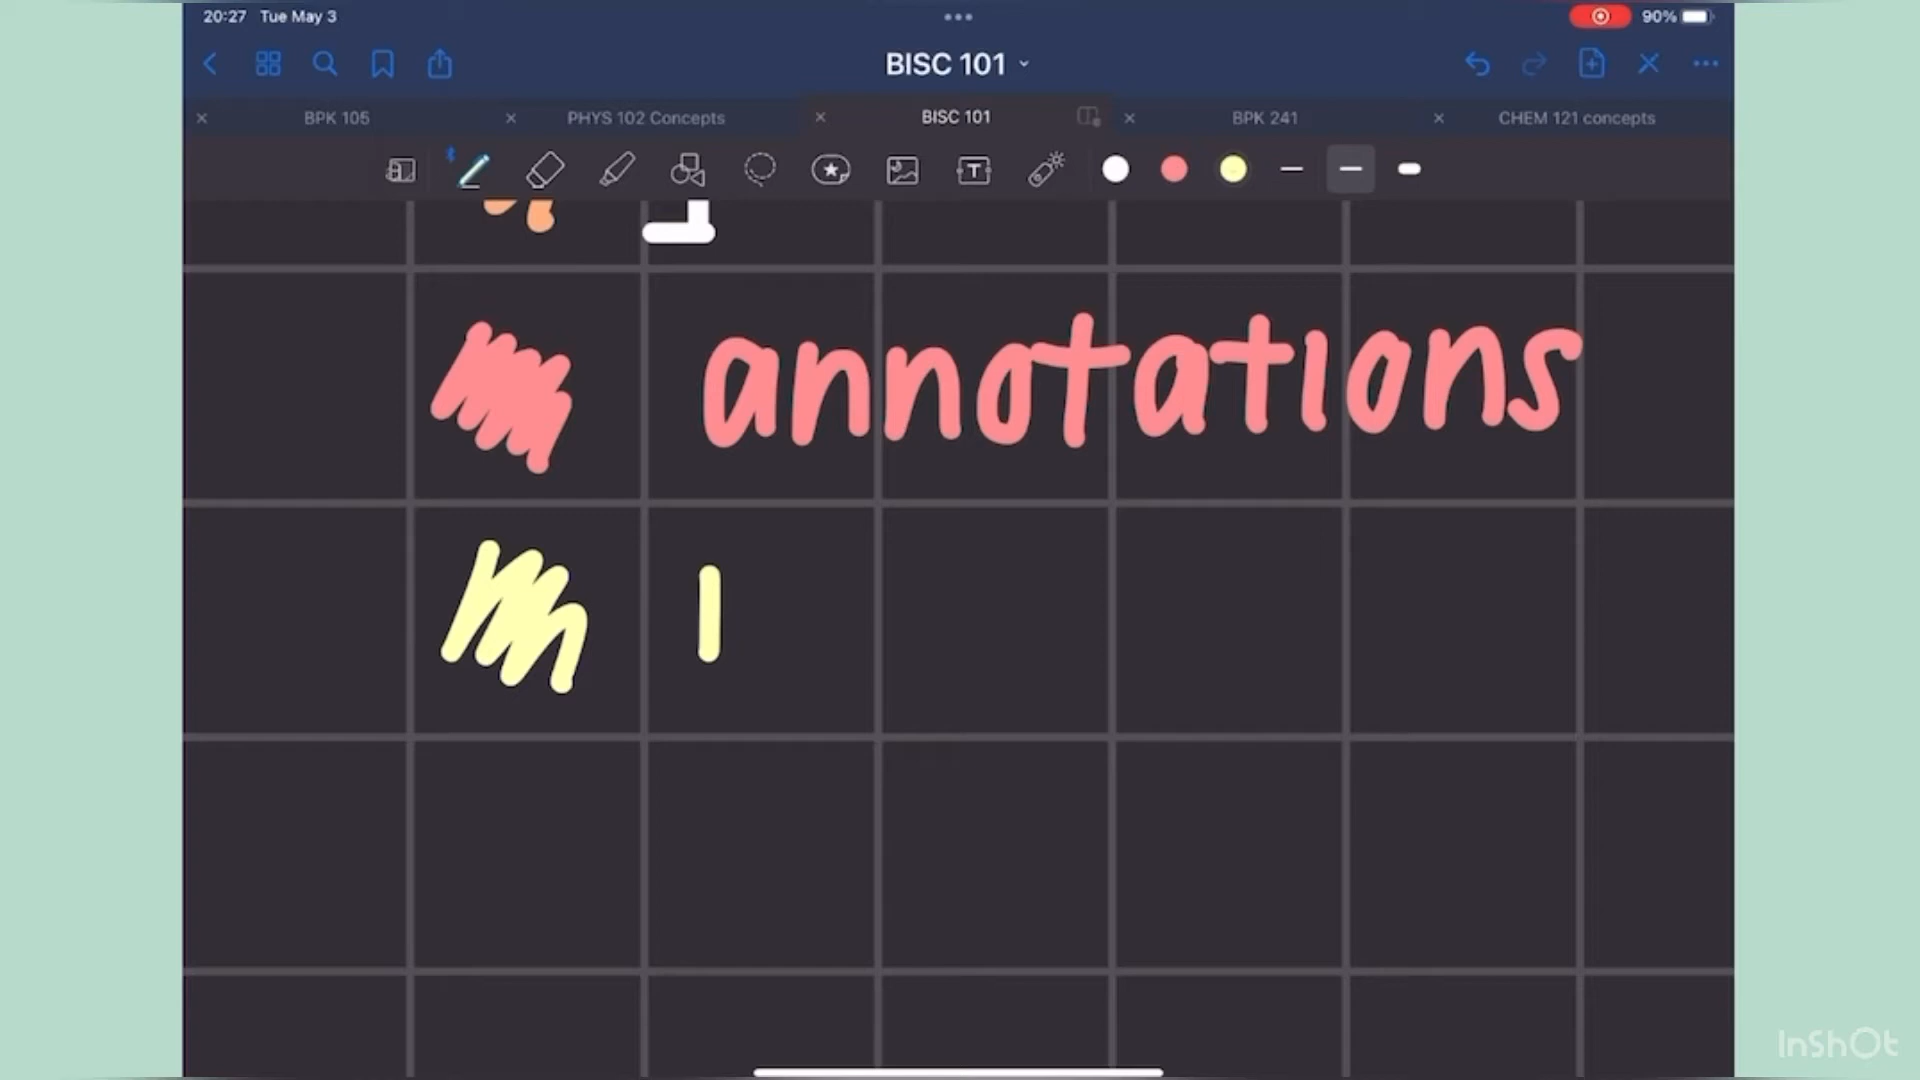 20:27 Tue May 3
90%
BISC 101
BPK 105 PHYS 102 Concepts BISC 101 BPK 241 CHEM 121 concepts
T
annotations
I
InShOt